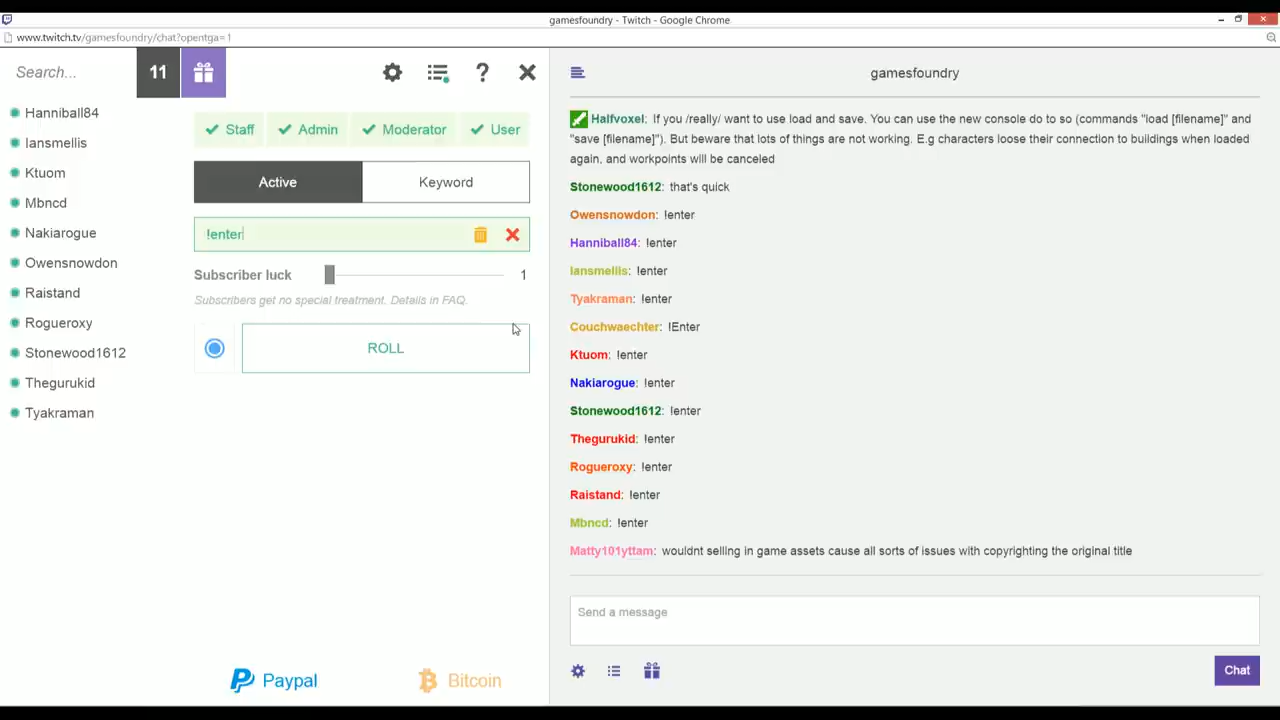 gamesfoundry - Twitch - Google Chrome
www.twitch.tv/gamesfoundry/chat?opentga=1
Search...
11
Hanniball84
Iansmellis
Ktuom
Mbncd
Nakiarogue
Owensnowdon
Raistand
Rogueroxy
Stonewood1612
Thegurukid
Tyakraman
Staff
Admin
Moderator
User
Active
Keyword
!enter
Subscriber luck
1
Subscribers get no special treatment. Details in FAQ.
ROLL
Paypal
Bitcoin
gamesfoundry
Halfvoxel: If you /really/ want to use load and save. You can use the new console do to so (commands "load [filename]" and
"save [filename]"). But beware that lots of things are not working. E.g characters loose their connection to buildings when loaded
again, and workpoints will be canceled
Stonewood1612: that's quick
Owensnowdon: !enter
Hanniball84: !enter
Iansmellis: !enter
Tyakraman: !enter
Couchwaechter: !Enter
Ktuom: !enter
Nakiarogue: !enter
Stonewood1612: !enter
Thegurukid: !enter
Rogueroxy: !enter
Raistand: !enter
Mbncd: !enter
Matty101yttam: wouldnt selling in game assets cause all sorts of issues with copyrighting the original title
Send a message
Chat